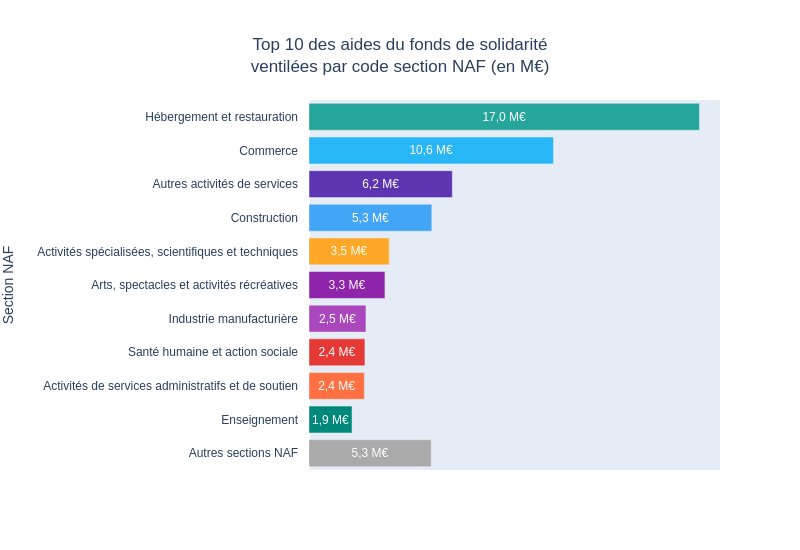 Top 10 des aides du fonds de solidarité
ventilées par code section NAF (en M€)
Section NAF
Hébergement et restauration 17,0 M€
Commerce 10,6 M€
Autres activités de services 6,2 M€
Construction 5,3 M€
Activités spécialisées, scientifiques et techniques 3,5 M€
Arts, spectacles et activités récréatives 3,3 M€
Industrie manufacturière 2,5 M€
Santé humaine et action sociale 2,4 M€
Activités de services administratifs et de soutien 2,4 M€
Enseignement 1,9 M€
Autres sections NAF 5,3 M€